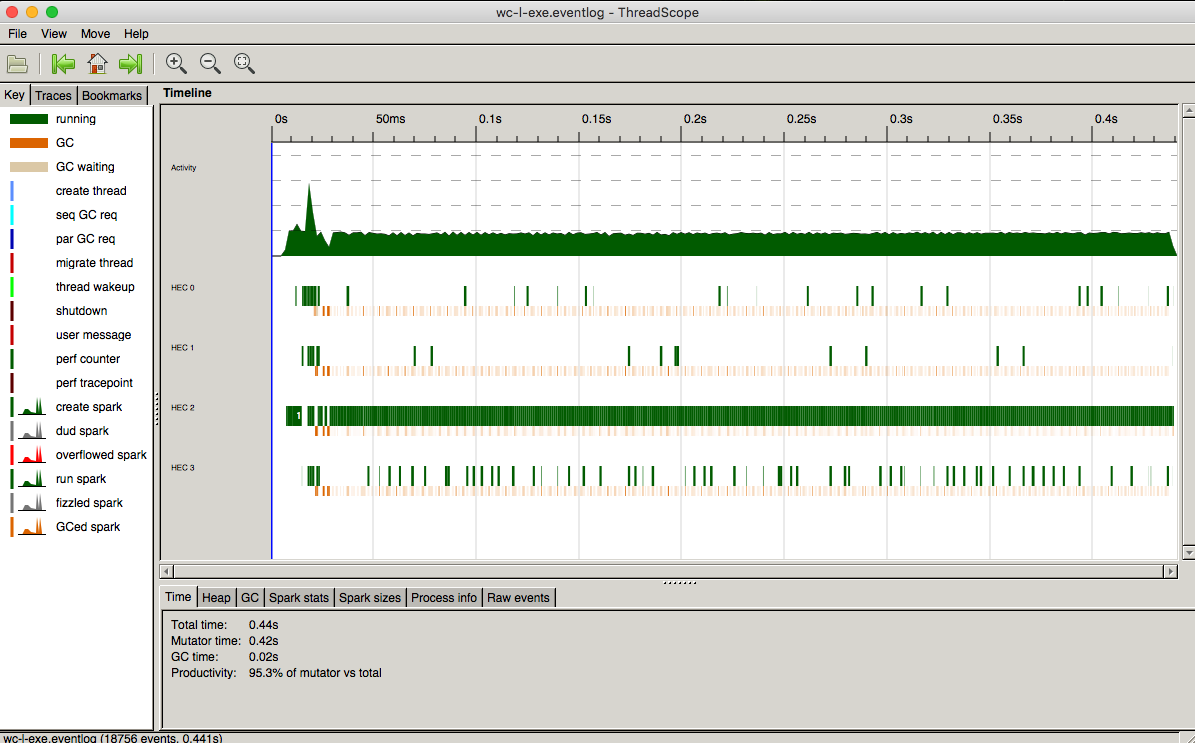 wc-l-exe.eventlog - ThreadScope
File View Move Help
Key Traces Bookmarks
running
GC
GC waiting
create thread
seq GC req
par GC req
migrate thread
thread wakeup
shutdown
user message
perf counter
perf tracepoint
create spark
dud spark
overflowed spark
run spark
fizzled spark
GCed spark
Timeline
0s 50ms 0.1s 0.15s 0.2s 0.25s 0.3s 0.35s 0.4s
Activity
HEC 0
HEC 1
HEC 2 1
HEC 3
Time Heap GC Spark stats Spark sizes Process info Raw events
Total time: 0.44s
Mutator time: 0.42s
GC time: 0.02s
Productivity: 95.3% of mutator vs total
wc-l-exe.eventlog (18756 events, 0.441s)